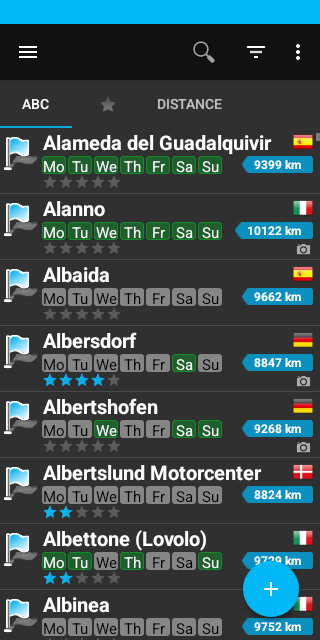 ABC DISTANCE
Alameda del Guadalquivir
Mo Tu We Th Fr Sa Su 9399 km
Alanno
Mo Tu We Th Fr Sa Su 10122 km
Albaida
Mo Tu We Th Fr Sa Su 9662 km
Albersdorf
Mo Tu We Th Fr Sa Su 8847 km
Albertshofen
Mo Tu We Th Fr Sa Su 9268 km
Albertslund Motorcenter
Mo Tu We Th Fr Sa Su 8824 km
Albettone (Lovolo)
Mo Tu We Th Fr Sa Su 9729 km
Albinea
Mo Tu We Th Fr Sa Su 9752 km